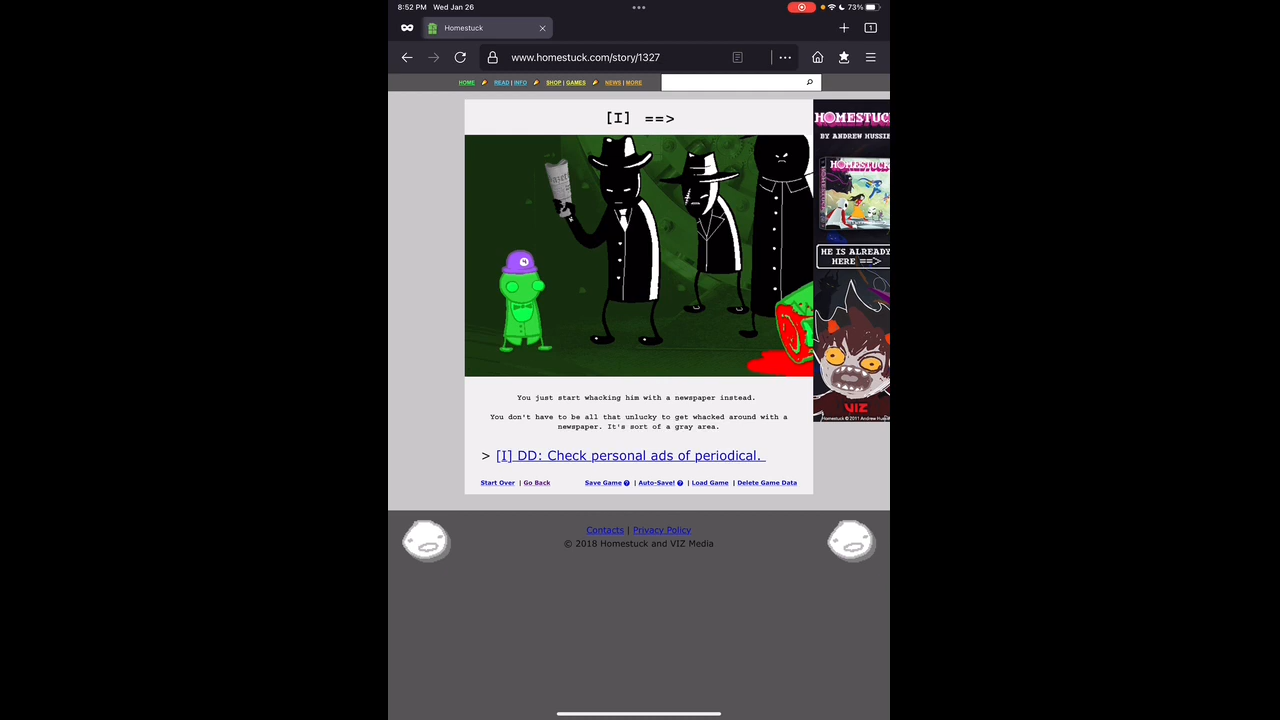 8:52 PM Wed Jan 26
73%
Homestuck
1
www.homestuck.com/story/1327
HOME READ | INFO SHOP | GAMES NEWS | MORE
[I] ==>
HOMESTUC
BY ANDREW HUSSIE
HOMESTUCK
HE IS ALREADY
HERE ==>
VIZ
You just start whacking him with a newspaper instead.
You don't have to be all that unlucky to get whacked around with a
newspaper. It's sort of a gray area.
> [I] DD: Check personal ads of periodical.
Start Over | Go Back Save Game ? | Auto-Save! ? | Load Game | Delete Game Data
Contacts | Privacy Policy
© 2018 Homestuck and VIZ Media